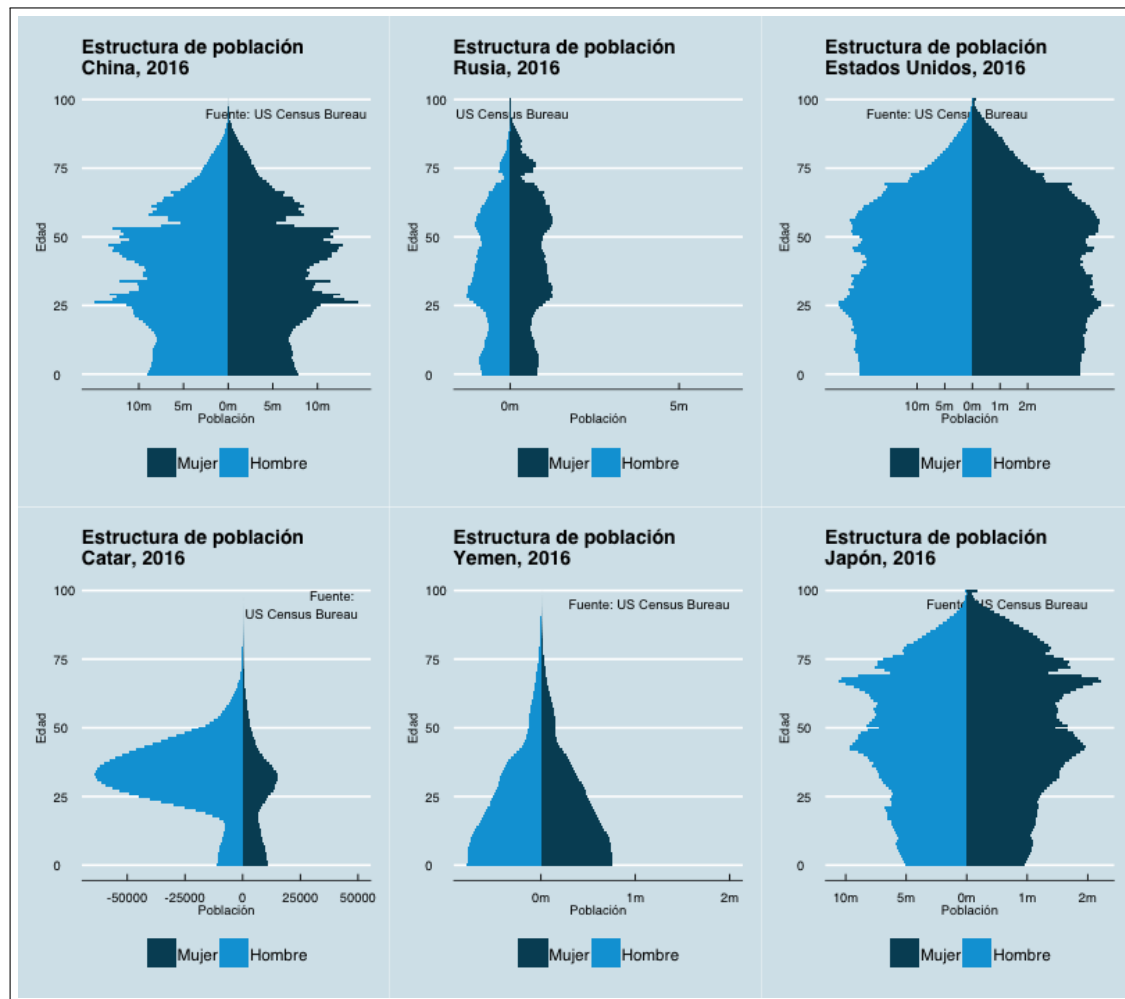 Estructura de población
China, 2016
100
Fuente: US Census Bureau
75
Edad
50
25
0
10m 5m 0m 5m 10m
Población
Mujer Hombre
Estructura de población
Rusia, 2016
100
US Census Bureau
75
Edad
50
25
0
0m 5m
Población
Mujer Hombre
Estructura de población
Estados Unidos, 2016
100
Fuente: US Census Bureau
75
Edad
50
25
0
10m 5m 0m 1m 2m
Población
Mujer Hombre
Estructura de población
Catar, 2016
100
Fuente:
US Census Bureau
75
Edad
50
25
0
-50000 -25000 0 25000 50000
Población
Mujer Hombre
Estructura de población
Yemen, 2016
100
Fuente: US Census Bureau
75
Edad
50
25
0
0m 1m 2m
Población
Mujer Hombre
Estructura de población
Japón, 2016
100
Fuente: US Census Bureau
75
Edad
50
25
0
10m 5m 0m 1m 2m
Población
Mujer Hombre